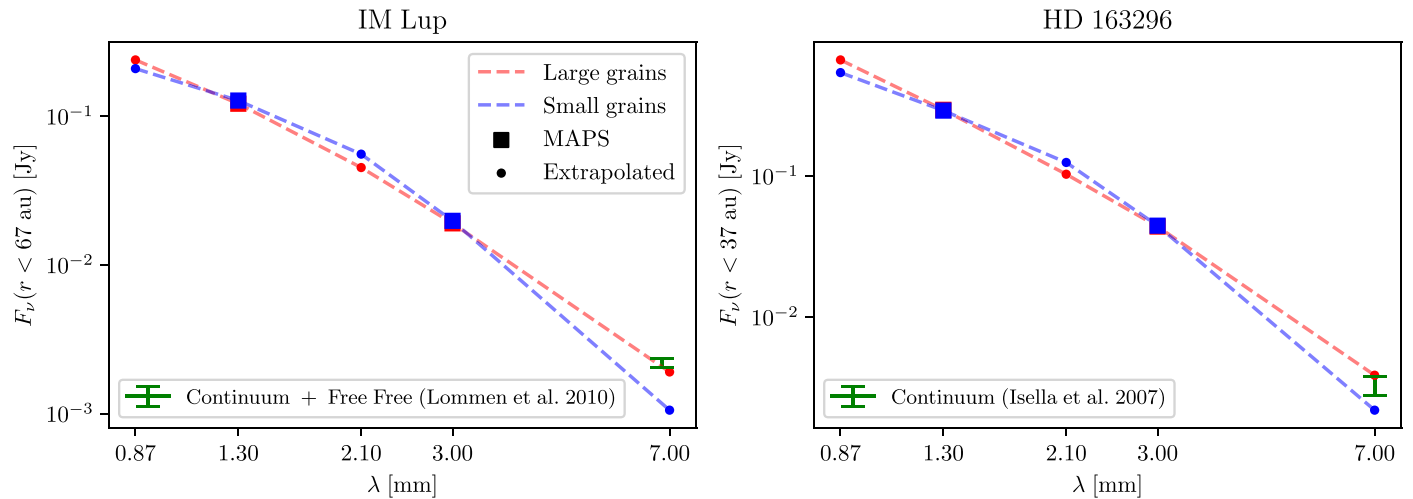 IM Lup
F_ν(r < 67 au) [Jy]
10⁻¹
10⁻²
10⁻³
Large grains
Small grains
MAPS
Extrapolated
Continuum + Free Free (Lommen et al. 2010)
0.87 1.30 2.10 3.00 7.00
λ [mm]
HD 163296
F_ν(r < 37 au) [Jy]
10⁻¹
10⁻²
Continuum (Isella et al. 2007)
0.87 1.30 2.10 3.00 7.00
λ [mm]